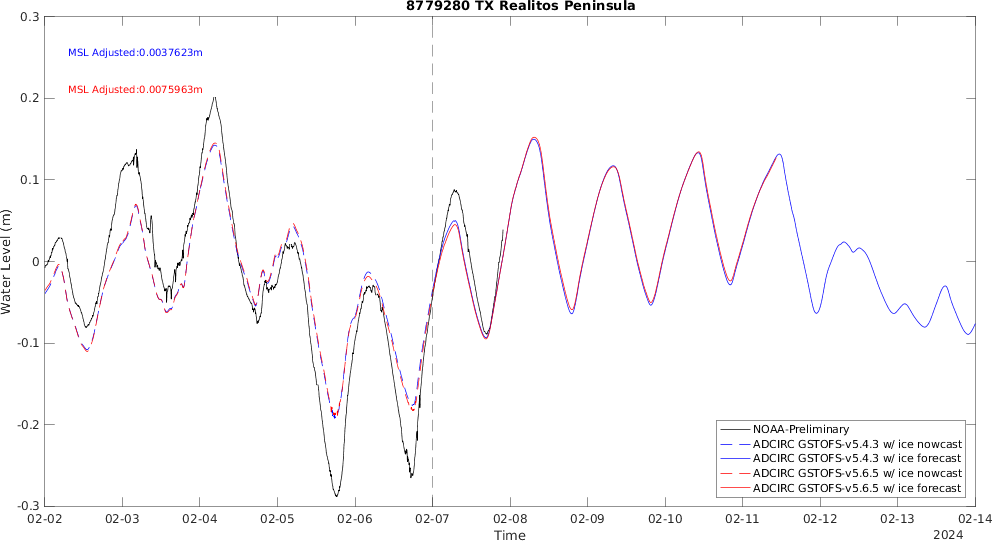 8779280 TX Realitos Peninsula
MSL Adjusted:0.0037623m
MSL Adjusted:0.0075963m
Water Level (m)
0.3
0.2
0.1
0
-0.1
-0.2
-0.3
NOAA-Preliminary
ADCIRC GSTOFS-v5.4.3 w/ ice nowcast
ADCIRC GSTOFS-v5.4.3 w/ ice forecast
ADCIRC GSTOFS-v5.6.5 w/ ice nowcast
ADCIRC GSTOFS-v5.6.5 w/ ice forecast
02-02 02-03 02-04 02-05 02-06 02-07 02-08 02-09 02-10 02-11 02-12 02-13 02-14
Time
2024